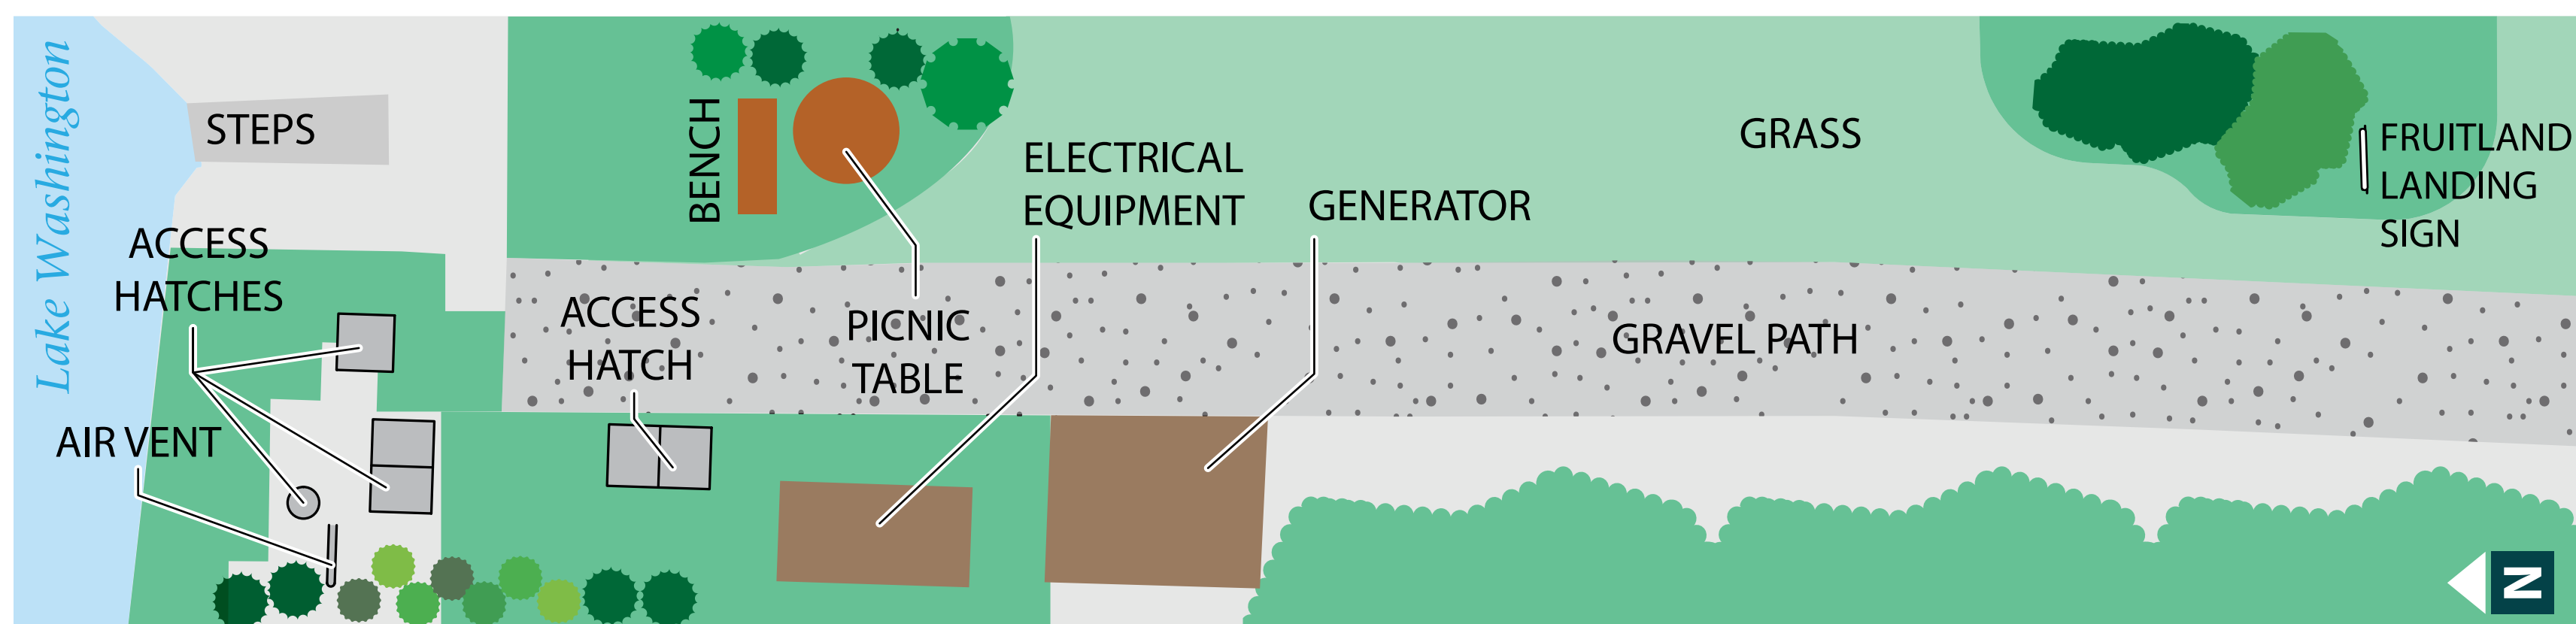 Lake Washington
STEPS
ACCESS
HATCHES
AIR VENT
BENCH
ACCESS
HATCH
PICNIC
TABLE
ELECTRICAL
EQUIPMENT
GENERATOR
GRASS
GRAVEL PATH
FRUITLAND
LANDING
SIGN
N